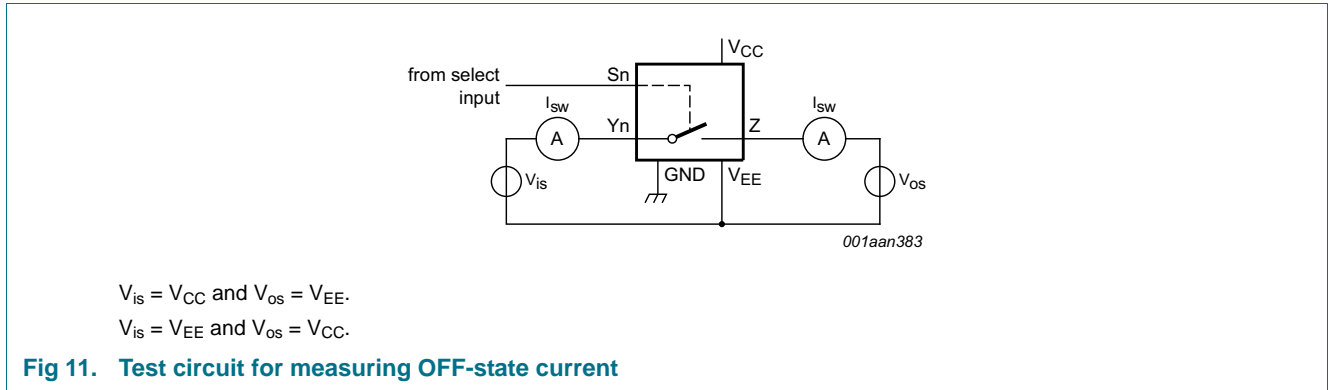 V_CC
from select
input
Sn
I_sw
A
Yn
Z
I_sw
A
V_is
GND
V_EE
V_os
001aan383
V_is = V_CC and V_os = V_EE.
V_is = V_EE and V_os = V_CC.
Fig 11. Test circuit for measuring OFF-state current